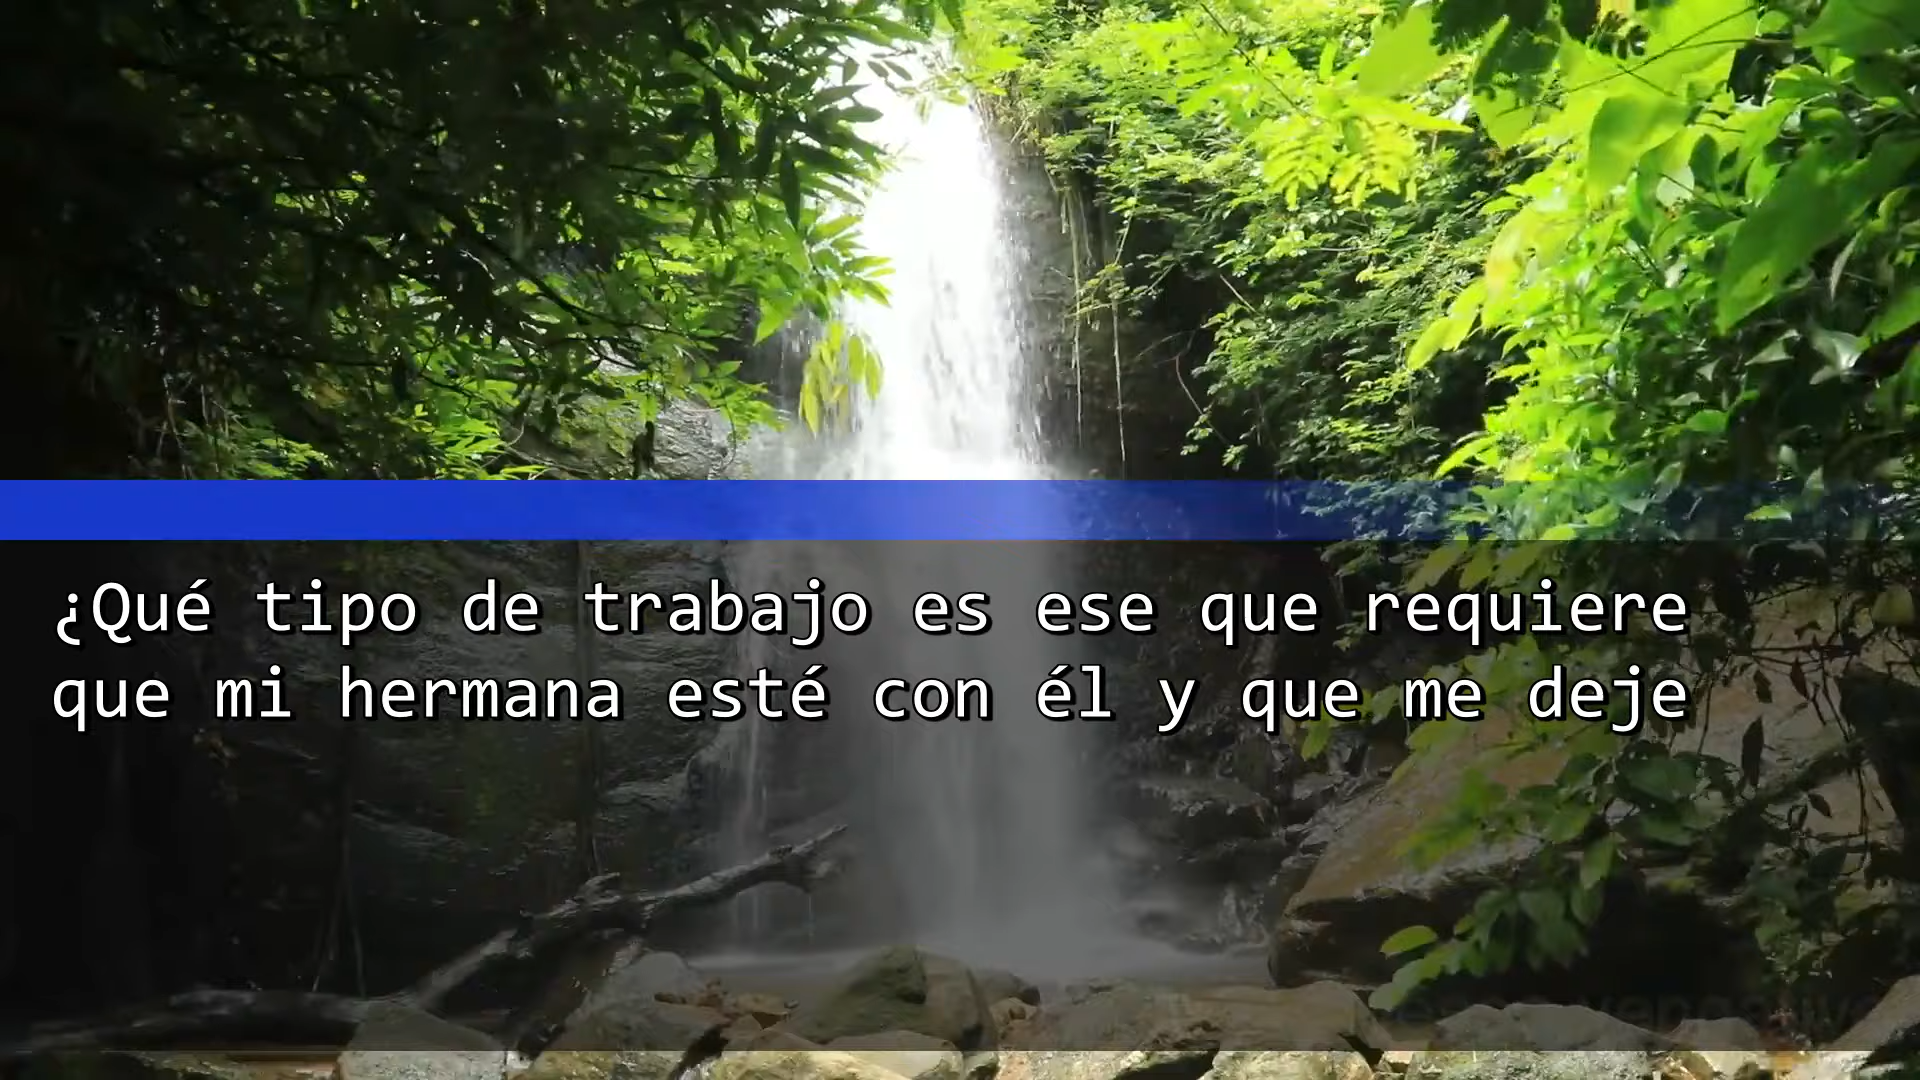 ¿Qué tipo de trabajo es ese que requiere
que mi hermana esté con él y que me deje